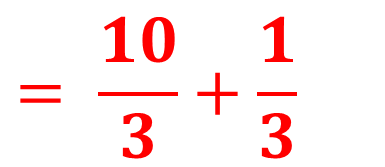 = 10/3 + 1/3